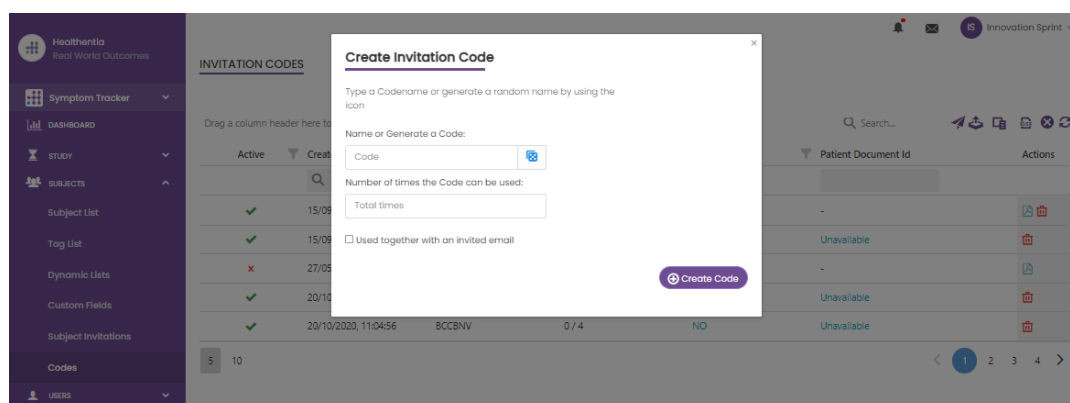 Healthentia
Real World Outcomes
IS
Innovation Sprint
Create Invitation Code
INVITATION CODES
Type a Codename or generate a random name by using the
icon
Symptom Tracker
DASHBOARD
Drag a column header here to
Search...
Name or Generate a Code:
STUDY
Active
Creat
Code
Patient Document Id
Actions
SUBJECTS
Number of times the Code can be used:
Subject List
15/09
Total times
-
Tag List
15/09
Used together with an invited email
Unavailable
Dynamic Lists
27/05
-
Create Code
Custom Fields
20/10
Unavailable
Subject Invitations
20/10/2020, 11:04:56 BCCBNV 0 / 4 NO Unavailable
Codes
5 10
1 2 3 4
USERS